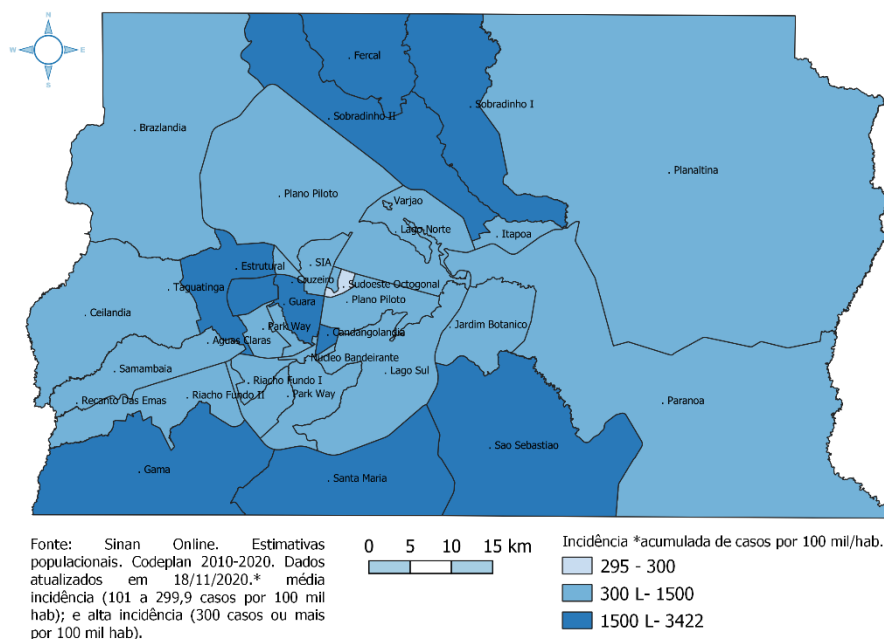 N
W E
S
Fercal
Sobradinho I
Sobradinho II
Brazlandia
Planaltina
Plano Piloto
Varjao
Lago Norte
Itapoa
SIA
Estrutural
Cruzeiro
Sudoeste Octogonal
Taguatinga
Guara
Plano Piloto
Ceilandia
Park Way
Candangolandia
Jardim Botanico
Aguas Claras
Nucleo Bandeirante
Samambaia
Lago Sul
Riacho Fundo I
Recanto Das Emas
Riacho Fundo II
Park Way
Paranoa
Sao Sebastiao
Gama
Santa Maria
Fonte: Sinan Online. Estimativas
populacionais. Codeplan 2010-2020. Dados
atualizados em 18/11/2020.* média
incidência (101 a 299,9 casos por 100 mil
hab); e alta incidência (300 casos ou mais
por 100 mil hab).
0 5 10 15 km
Incidência *acumulada de casos por 100 mil/hab.
295 - 300
300 L- 1500
1500 L- 3422